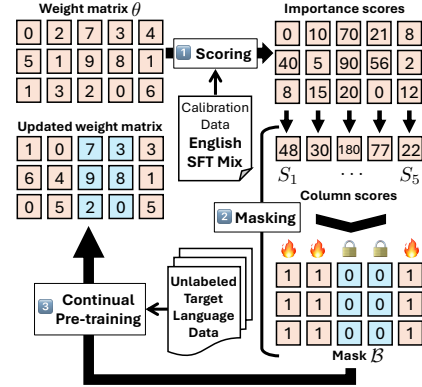 Weight matrix θ
0 2 7 3 4
5 1 9 8 1
1 3 2 0 6
1 Scoring
Importance scores
0 10 70 21 8
40 5 90 56 2
8 15 20 0 12
Calibration
Data
English
SFT Mix
48 30 180 77 22
S1 ... S5
Column scores
Updated weight matrix
1 0 7 3 3
6 4 9 8 1
0 5 2 0 5
2 Masking
1 1 0 0 1
1 1 0 0 1
1 1 0 0 1
Mask ℬ
Unlabeled
Target
Language
Data
3 Continual
Pre-training